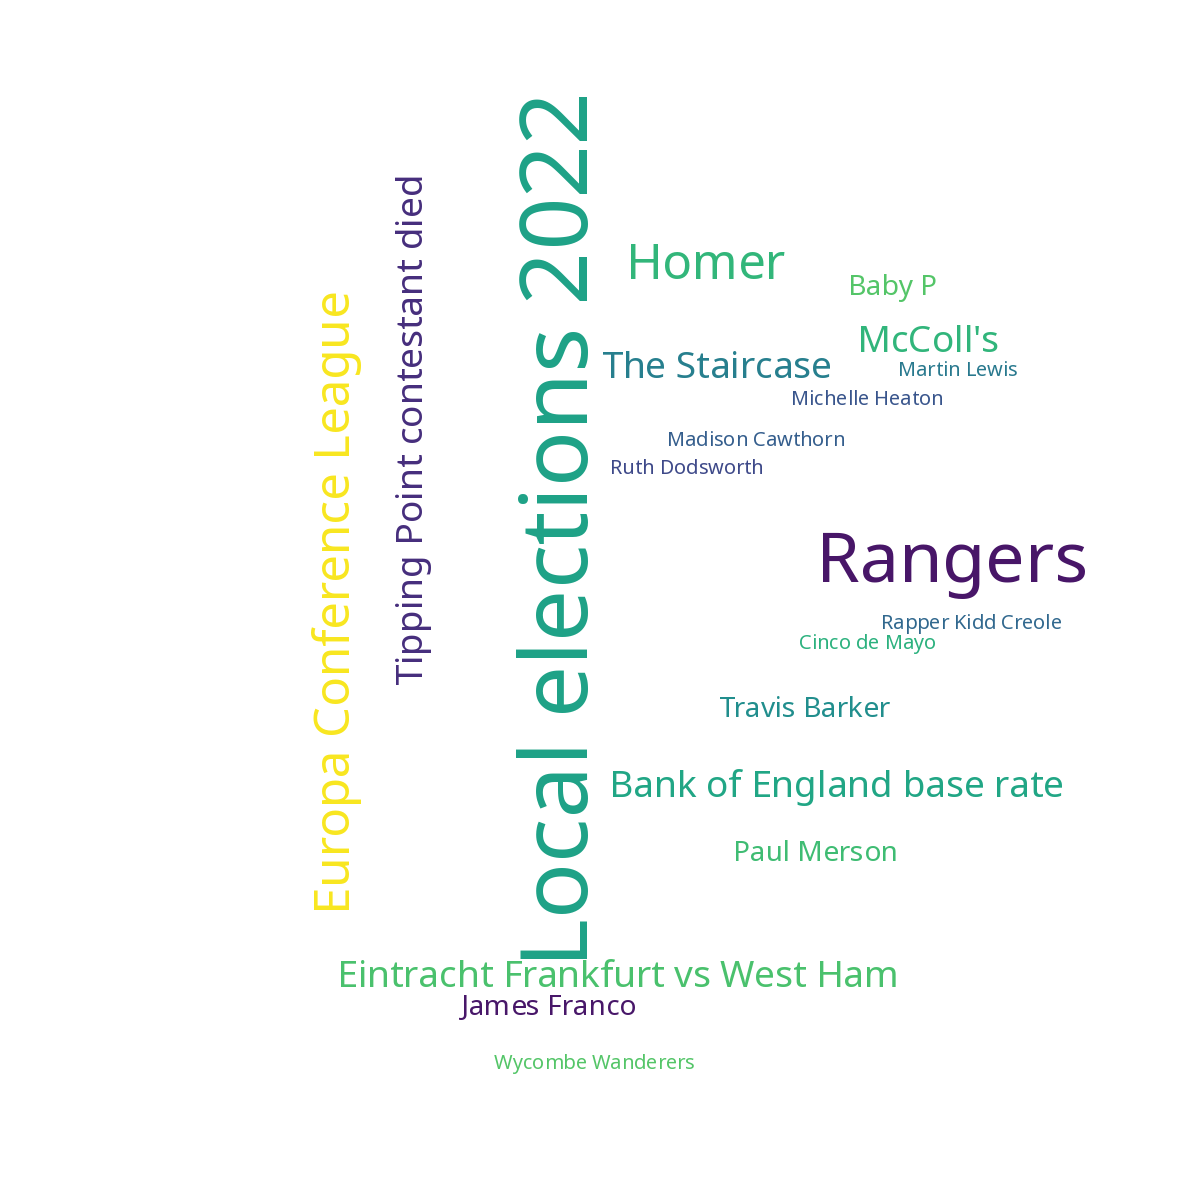 Europa Conference League
Tipping Point contestant died
Local elections 2022
Homer
Baby P
McColl's
The Staircase
Martin Lewis
Michelle Heaton
Madison Cawthorn
Ruth Dodsworth
Rangers
Rapper Kidd Creole
Cinco de Mayo
Travis Barker
Bank of England base rate
Paul Merson
Eintracht Frankfurt vs West Ham
James Franco
Wycombe Wanderers